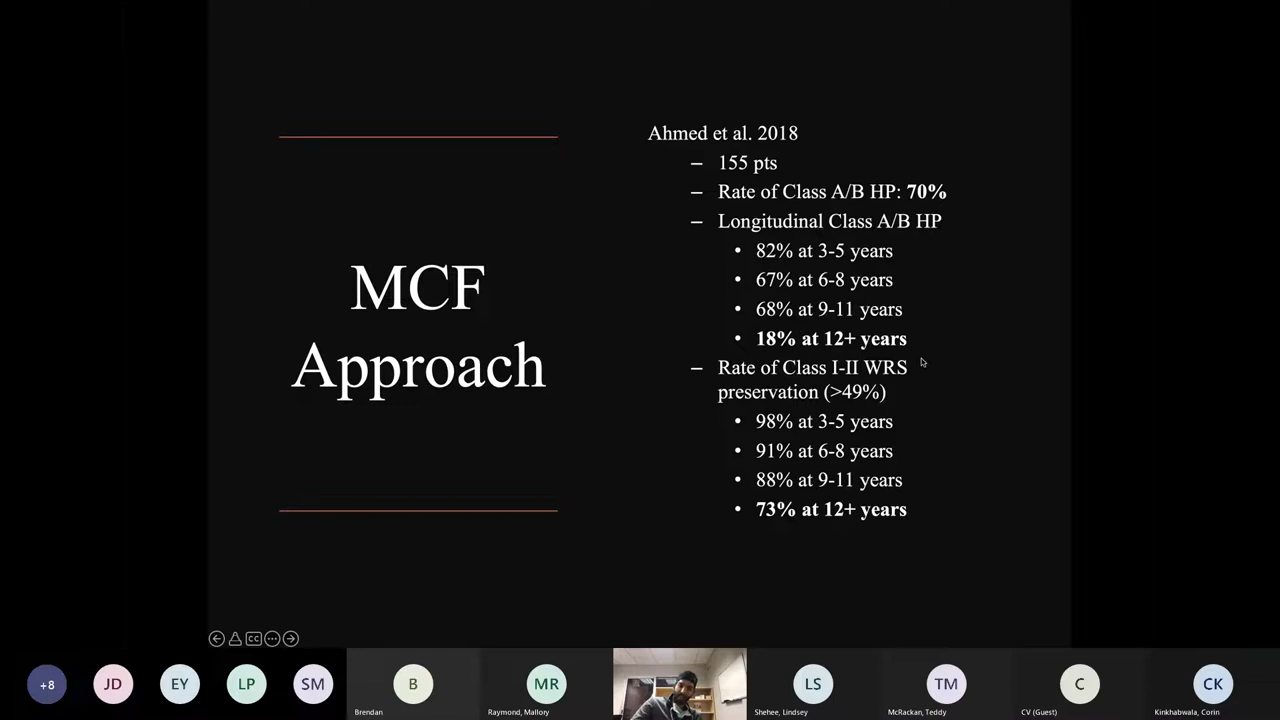 MCF
Approach
Ahmed et al. 2018
– 155 pts
– Rate of Class A/B HP: 70%
– Longitudinal Class A/B HP
• 82% at 3-5 years
• 67% at 6-8 years
• 68% at 9-11 years
• 18% at 12+ years
– Rate of Class I-II WRS
preservation (>49%)
• 98% at 3-5 years
• 91% at 6-8 years
• 88% at 9-11 years
• 73% at 12+ years
CC
+8
JD
EY
LP
SM
B
Brendan
MR
Raymond, Mallory
LS
Shehee, Lindsey
TM
McRackan, Teddy
C
CV (Guest)
CK
Kinkhabwala, Corin